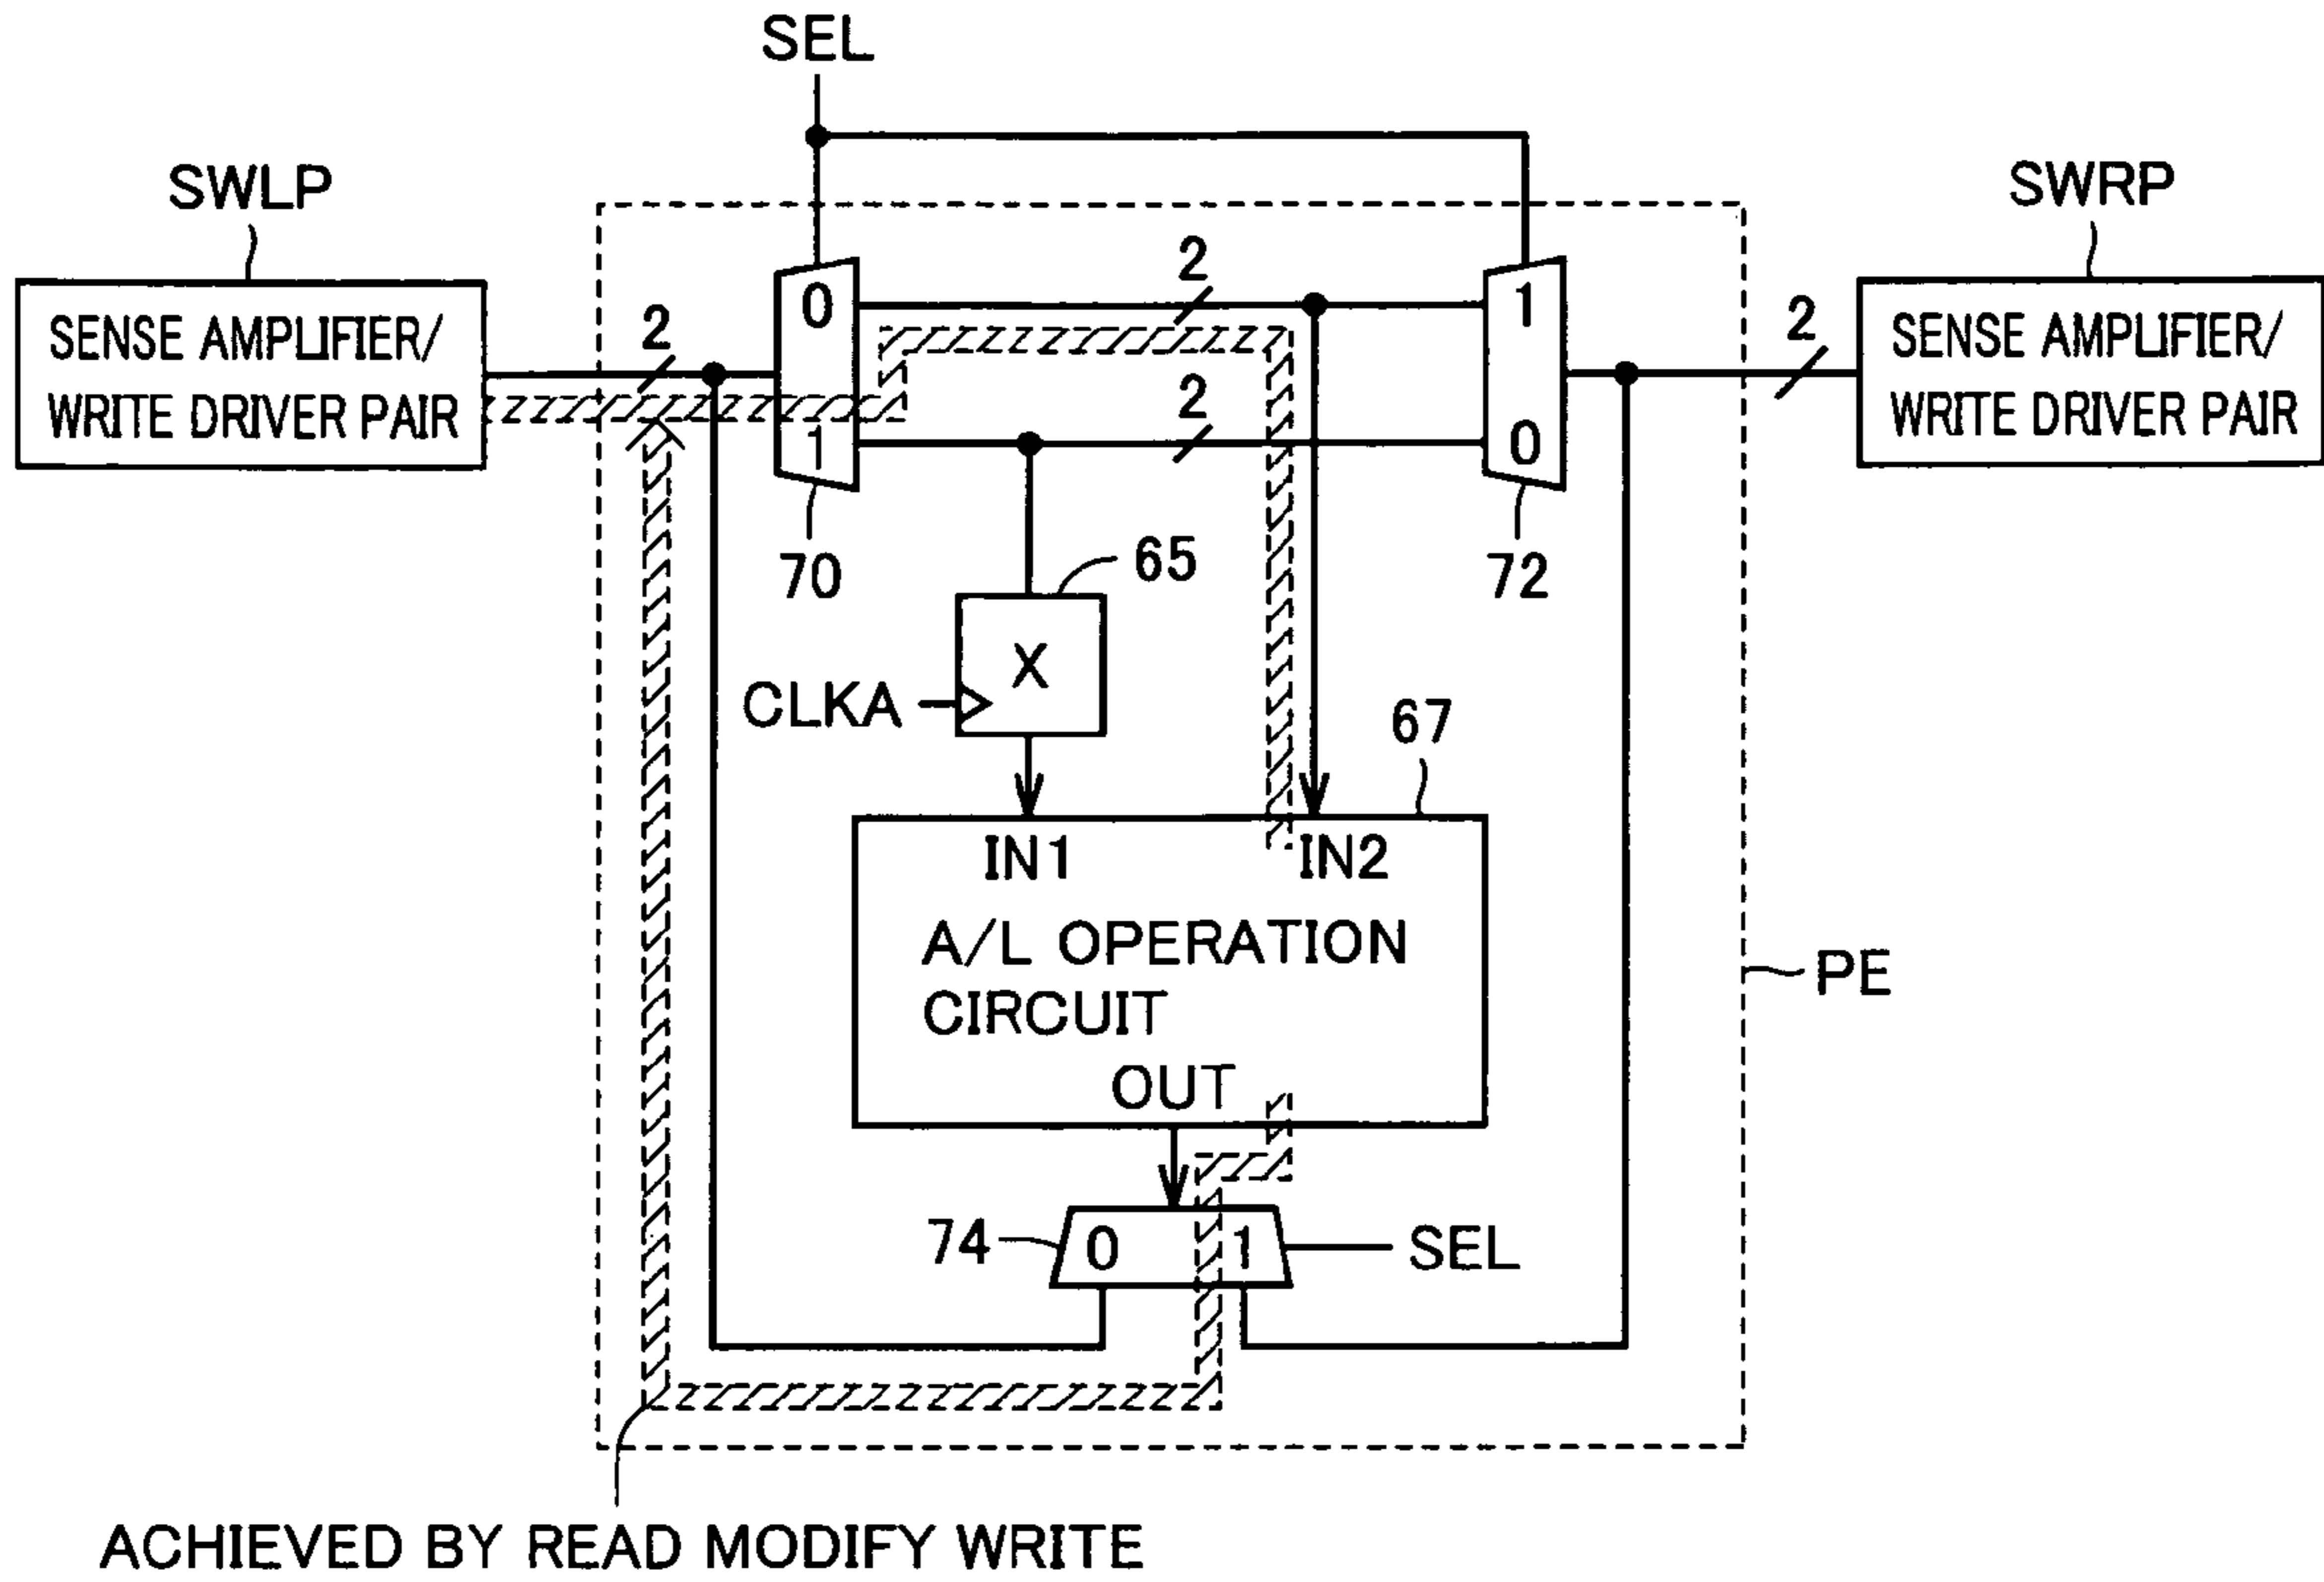 SEL
SWLP
SWRP
SENSE AMPLIFIER/
WRITE DRIVER PAIR
2
0
1
70
2
2
1
0
72
2
SENSE AMPLIFIER/
WRITE DRIVER PAIR
65
X
CLKA
67
IN1
IN2
A/L OPERATION
CIRCUIT
OUT
PE
74
0
1
SEL
ACHIEVED BY READ MODIFY WRITE